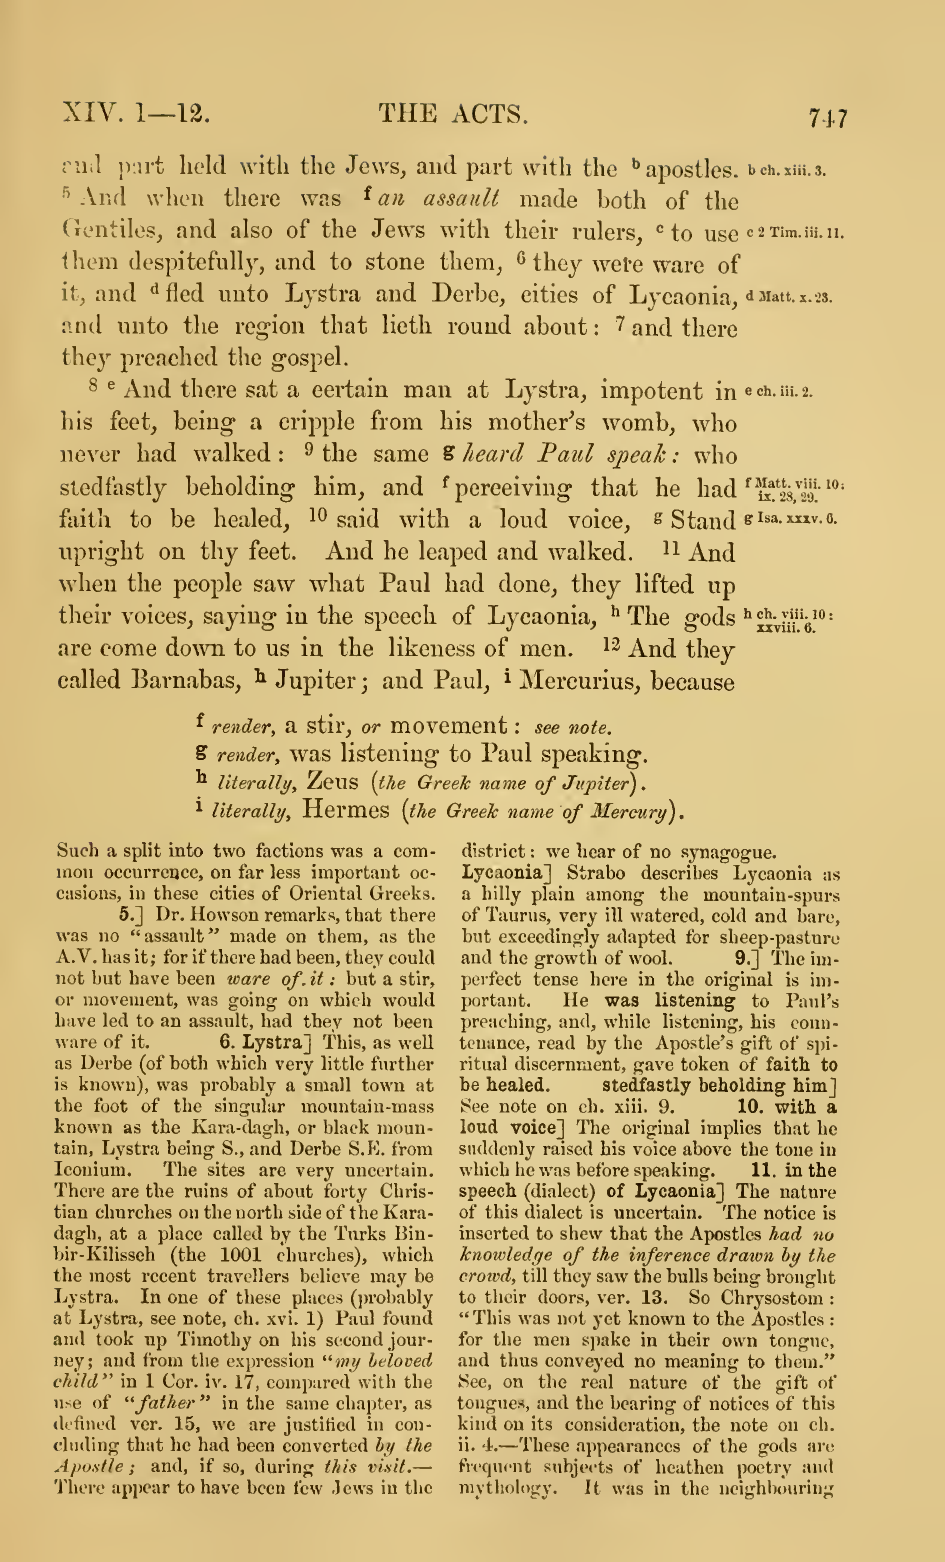 XIV. 1—12. THE ACTS. 747
and part held with the Jews, and part with the b apostles. b ch. xiii. 3.
5 And when there was f an assault made both of the
Gentiles, and also of the Jews with their rulers, c to use c 2 Tim. iii. 11.
them despitefully, and to stone them, 6 they were ware of
it, and d fled unto Lystra and Derbe, cities of Lycaonia, d Matt. x. 23.
and unto the region that lieth round about : 7 and there
they preached the gospel.
8 e And there sat a certain man at Lystra, impotent in e ch. iii. 2.
his feet, being a cripple from his mother's womb, who
never had walked : 9 the same g heard Paul speak : who
stedfastly beholding him, and f perceiving that he had f Matt. viii. 10: ix. 28, 29.
faith to be healed, 10 said with a loud voice, g Stand g Isa. xxxv. 6.
upright on thy feet. And he leaped and walked. 11 And
when the people saw what Paul had done, they lifted up
their voices, saying in the speech of Lycaonia, h The gods h ch. viii. 10: xxviii. 6.
are come down to us in the likeness of men. 12 And they
called Barnabas, h Jupiter ; and Paul, i Mercurius, because
f render, a stir, or movement : see note.
g render, was listening to Paul speaking.
h literally, Zeus (the Greek name of Jupiter).
i literally, Hermes (the Greek name of Mercury).
Such a split into two factions was a com-
mon occurrence, on far less important oc-
casions, in these cities of Oriental Greeks.
5.] Dr. Howson remarks, that there
was no "assault" made on them, as the
A.V. has it; for if there had been, they could
not but have been ware of it : but a stir,
or movement, was going on which would
have led to an assault, had they not been
ware of it. 6. Lystra] This, as well
as Derbe (of both which very little further
is known), was probably a small town at
the foot of the singular mountain-mass
known as the Kara-dagh, or black moun-
tain, Lystra being S., and Derbe S.E. from
Iconium. The sites are very uncertain.
There are the ruins of about forty Chris-
tian churches on the north side of the Kara-
dagh, at a place called by the Turks Bin-
bir-Kilisseh (the 1001 churches), which
the most recent travellers believe may be
Lystra. In one of these places (probably
at Lystra, see note, ch. xvi. 1) Paul found
and took up Timothy on his second jour-
ney; and from the expression "my beloved
child" in 1 Cor. iv. 17, compared with the
use of "father" in the same chapter, as
defined ver. 15, we are justified in con-
cluding that he had been converted by the
Apostle ; and, if so, during this visit.—
There appear to have been few Jews in the
district : we hear of no synagogue.
Lycaonia] Strabo describes Lycaonia as
a hilly plain among the mountain-spurs
of Taurus, very ill watered, cold and bare,
but exceedingly adapted for sheep-pasture
and the growth of wool. 9.] The im-
perfect tense here in the original is im-
portant. He was listening to Paul's
preaching, and, while listening, his coun-
tenance, read by the Apostle's gift of spi-
ritual discernment, gave token of faith to
be healed. stedfastly beholding him]
See note on ch. xiii. 9. 10. with a
loud voice] The original implies that he
suddenly raised his voice above the tone in
which he was before speaking. 11. in the
speech (dialect) of Lycaonia] The nature
of this dialect is uncertain. The notice is
inserted to shew that the Apostles had no
knowledge of the inference drawn by the
crowd, till they saw the bulls being brought
to their doors, ver. 13. So Chrysostom :
"This was not yet known to the Apostles :
for the men spake in their own tongue,
and thus conveyed no meaning to them."
See, on the real nature of the gift of
tongues, and the bearing of notices of this
kind on its consideration, the note on ch.
ii. 4.—These appearances of the gods are
frequent subjects of heathen poetry and
mythology. It was in the neighbouring